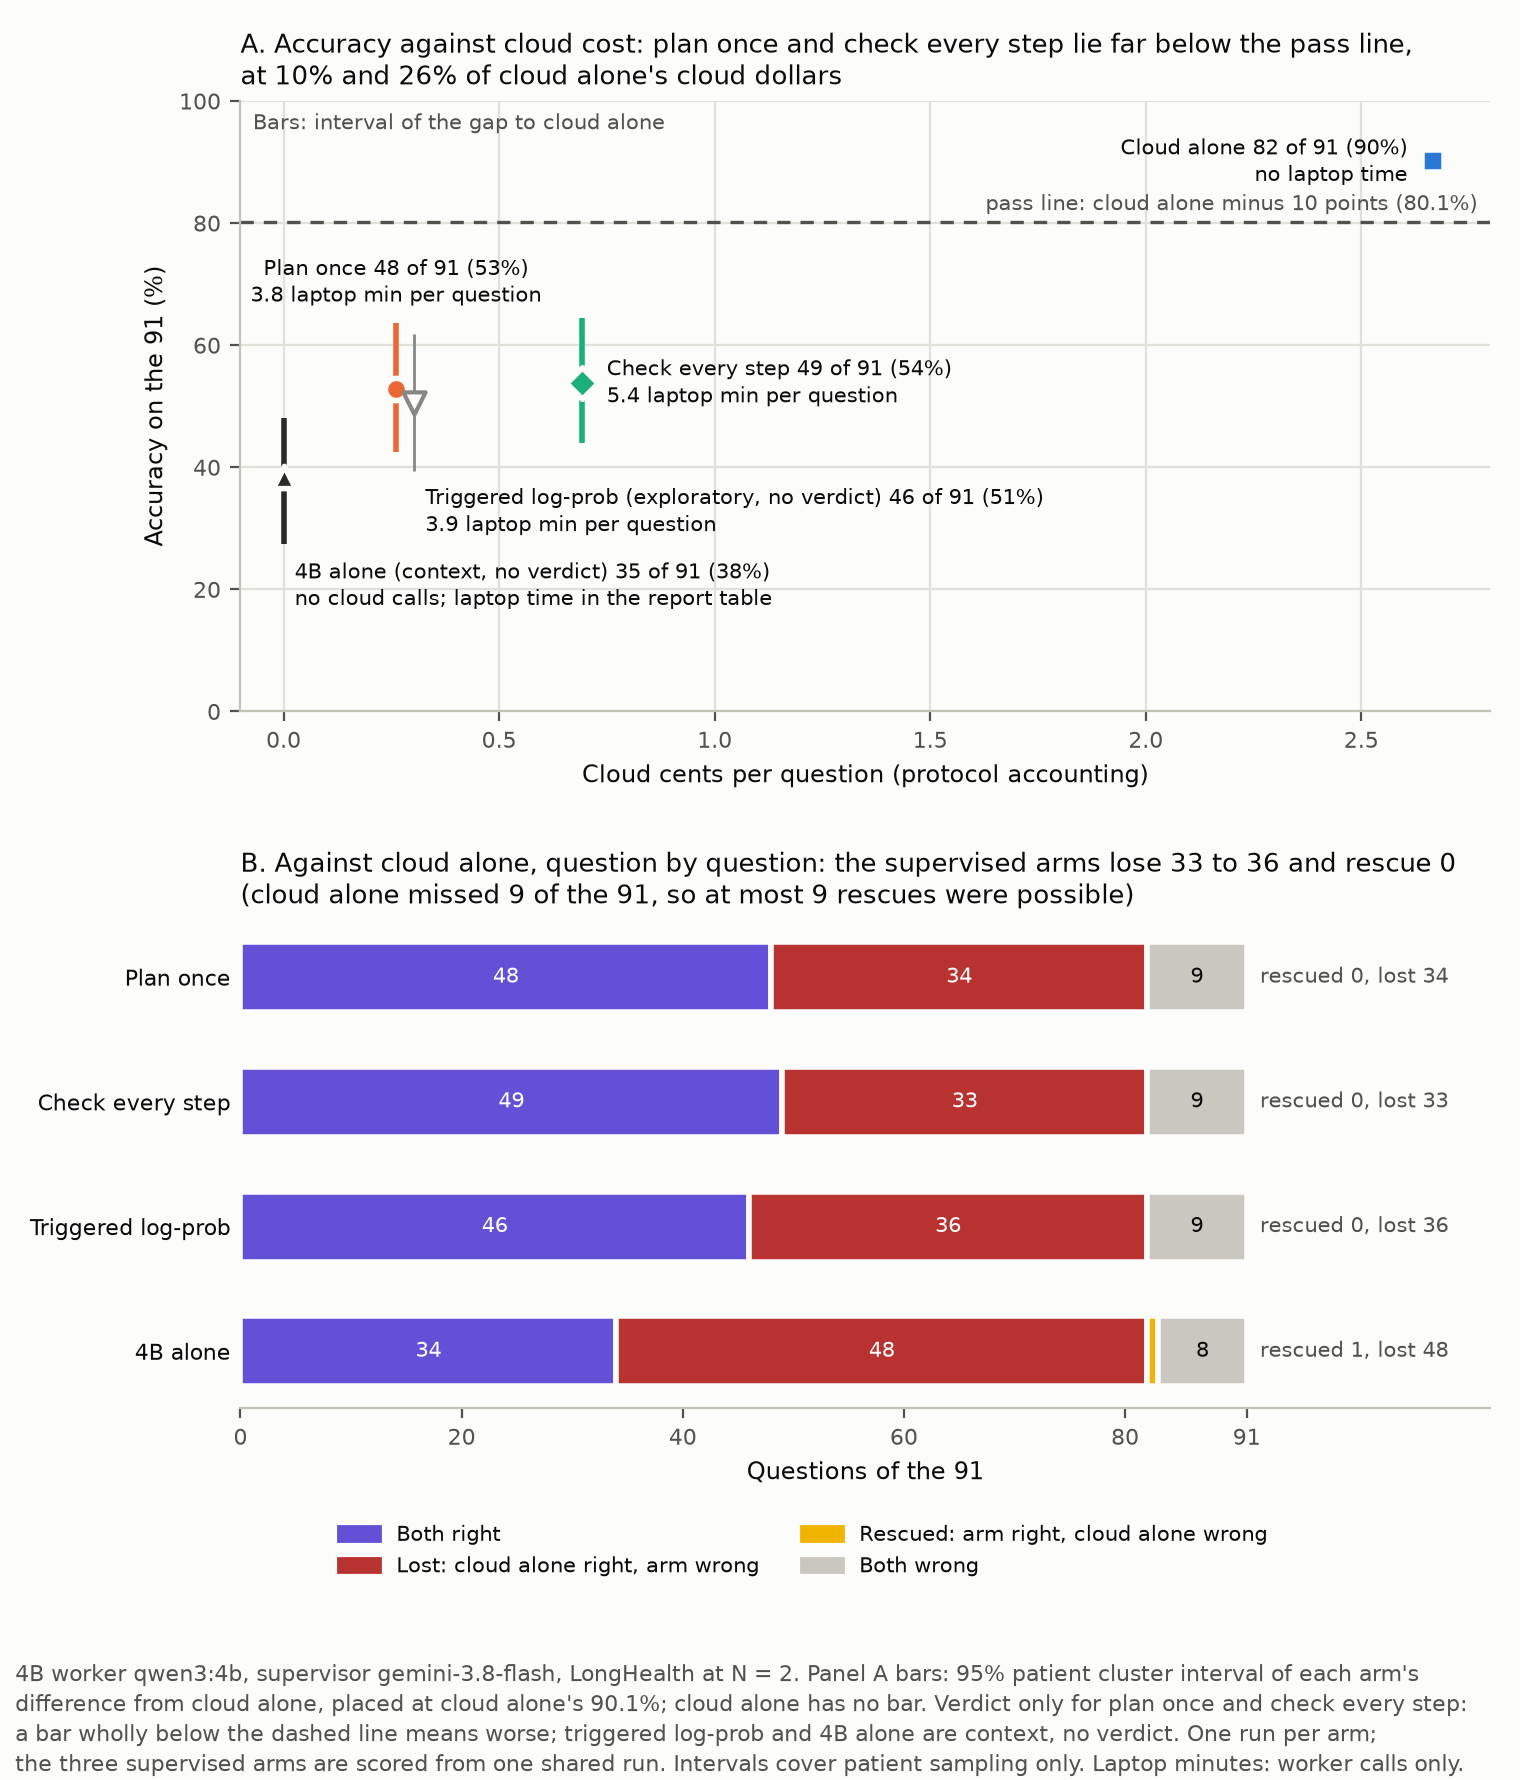 A. Accuracy against cloud cost: plan once and check every step lie far below the pass line,
at 10% and 26% of cloud alone's cloud dollars
100
Bars: interval of the gap to cloud alone
Cloud alone 82 of 91 (90%)
no laptop time
pass line: cloud alone minus 10 points (80.1%)
80
Plan once 48 of 91 (53%)
3.8 laptop min per question
60
Check every step 49 of 91 (54%)
5.4 laptop min per question
Accuracy on the 91 (%)
40
Triggered log-prob (exploratory, no verdict) 46 of 91 (51%)
3.9 laptop min per question
4B alone (context, no verdict) 35 of 91 (38%)
20
no cloud calls; laptop time in the report table
0
0.0 0.5 1.0 1.5 2.0 2.5
Cloud cents per question (protocol accounting)
B. Against cloud alone, question by question: the supervised arms lose 33 to 36 and rescue 0
(cloud alone missed 9 of the 91, so at most 9 rescues were possible)
Plan once 48 34 9 rescued 0, lost 34
Check every step 49 33 9 rescued 0, lost 33
Triggered log-prob 46 36 9 rescued 0, lost 36
4B alone 34 48 8 rescued 1, lost 48
0 20 40 60 80 91
Questions of the 91
Both right
Lost: cloud alone right, arm wrong
Rescued: arm right, cloud alone wrong
Both wrong
4B worker qwen3:4b, supervisor gemini-3.8-flash, LongHealth at N = 2. Panel A bars: 95% patient cluster interval of each arm's
difference from cloud alone, placed at cloud alone's 90.1%; cloud alone has no bar. Verdict only for plan once and check every step:
a bar wholly below the dashed line means worse; triggered log-prob and 4B alone are context, no verdict. One run per arm;
the three supervised arms are scored from one shared run. Intervals cover patient sampling only. Laptop minutes: worker calls only.